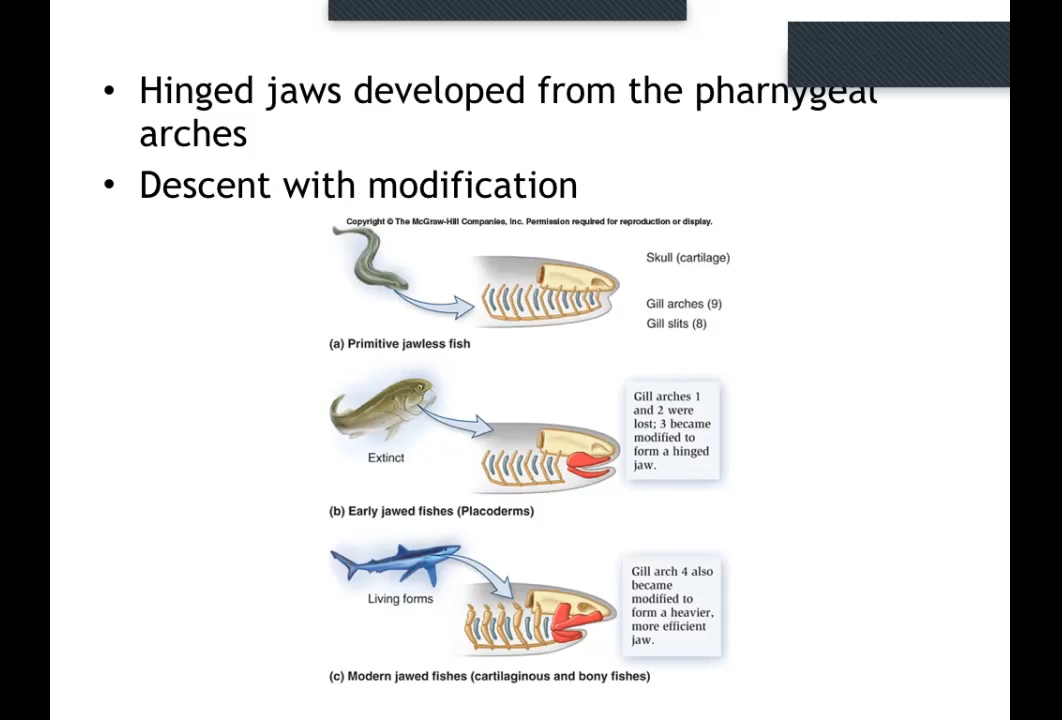 • Hinged jaws developed from the pharnygeal
arches
• Descent with modification
Copyright © The McGraw-Hill Companies, Inc. Permission required for reproduction or display.
Skull (cartilage)
Gill arches (9)
Gill slits (8)
(a) Primitive jawless fish
Gill arches 1
and 2 were
lost; 3 became
modified to
form a hinged
jaw.
Extinct
(b) Early jawed fishes (Placoderms)
Gill arch 4 also
became
modified to
form a heavier,
more efficient
jaw.
Living forms
(c) Modern jawed fishes (cartilaginous and bony fishes)